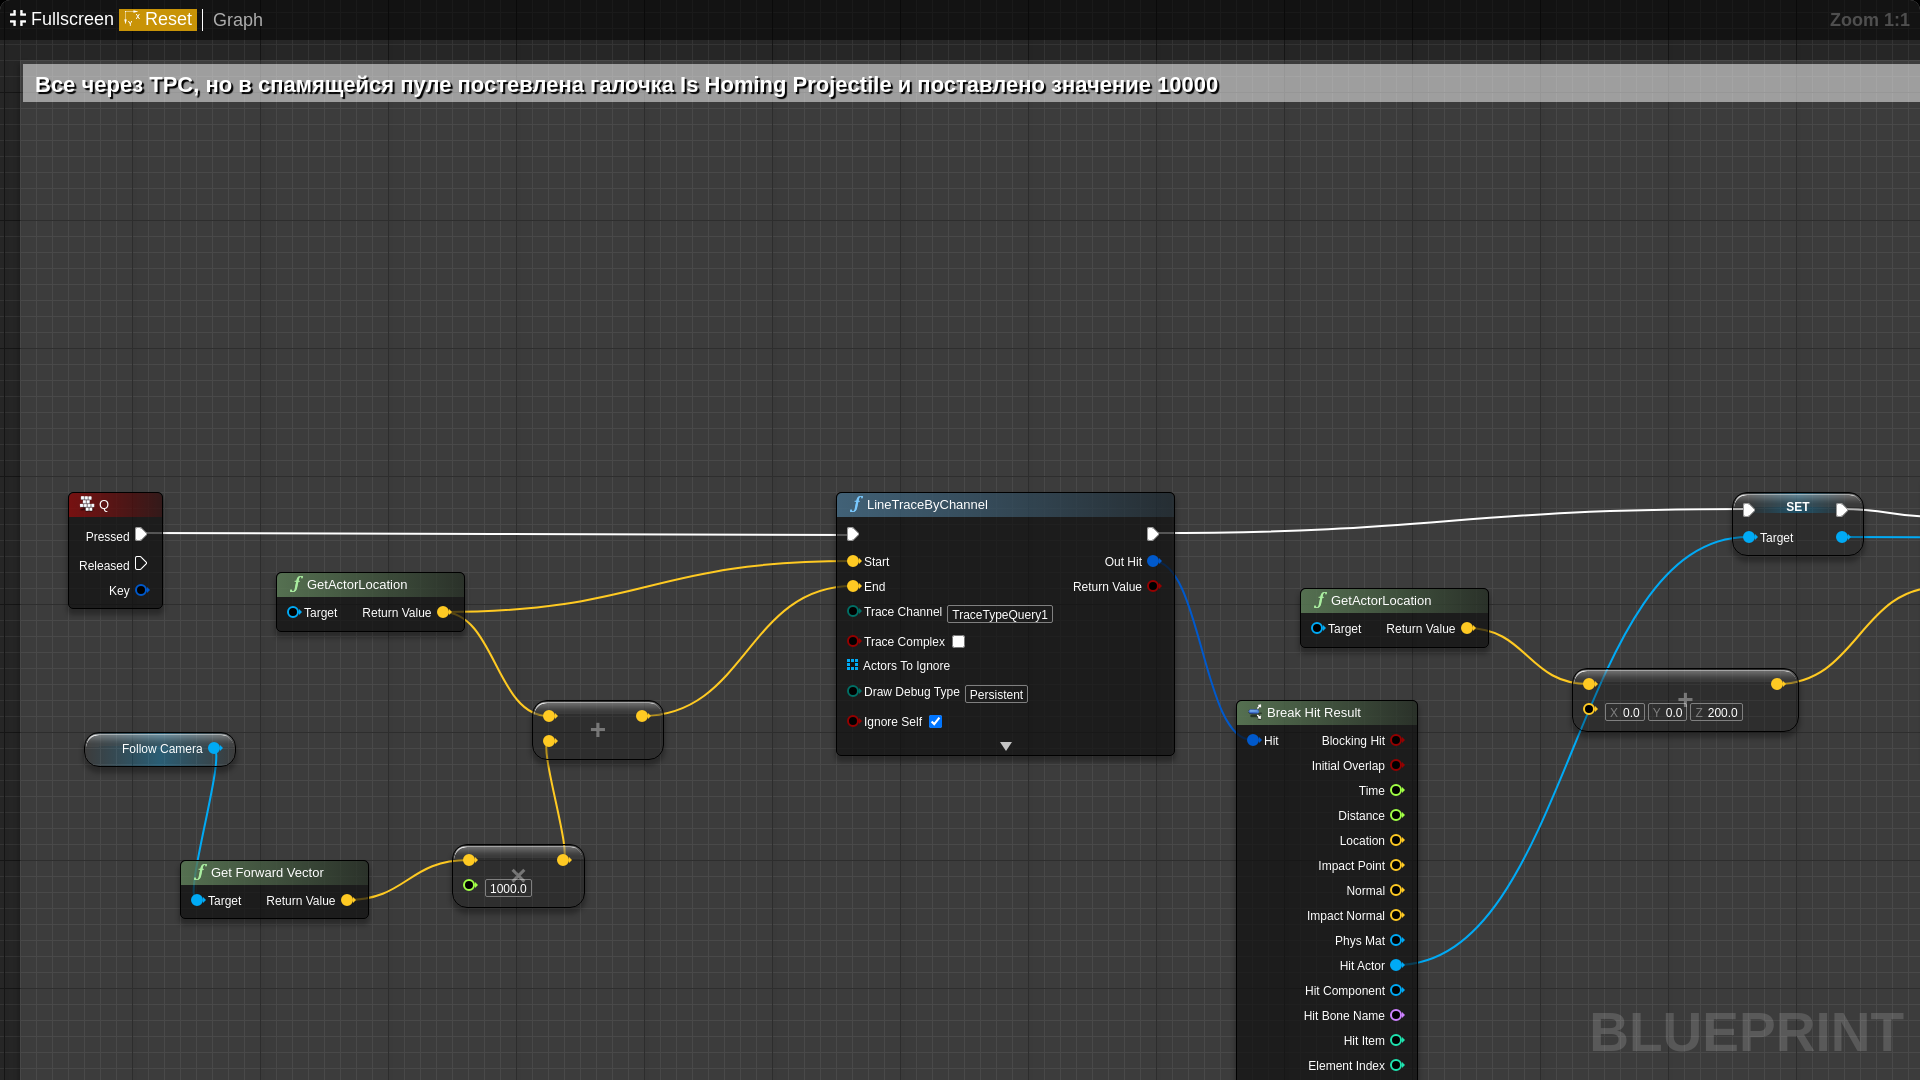 Fullscreen Reset Graph Zoom 1:1
Все через TPC, но в спамящейся пуле постевлена галочка Is Homing Projectile и поставлено значение 10000
Q
Pressed
Released
Key
GetActorLocation
Target Return Value
Follow Camera
Get Forward Vector
Target Return Value
1000.0
LineTraceByChannel
Start Out Hit
End Return Value
Trace Channel TraceTypeQuery1
Trace Complex
Actors To Ignore
Draw Debug Type Persistent
Ignore Self
Break Hit Result
Hit Blocking Hit
Initial Overlap
Time
Distance
Location
Impact Point
Normal
Impact Normal
Phys Mat
Hit Actor
Hit Component
Hit Bone Name
Hit Item
Element Index
GetActorLocation
Target Return Value
X 0.0 Y 0.0 Z 200.0
SET
Target
BLUEPRINT